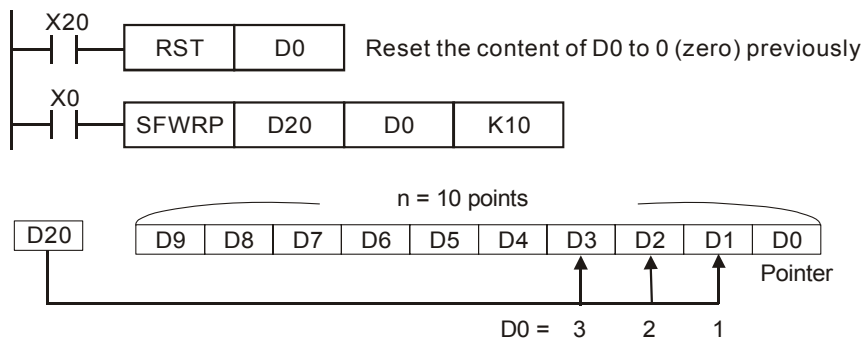 X20
RST D0 Reset the content of D0 to 0 (zero) previously
X0
SFWRP D20 D0 K10
n = 10 points
D20 D9 D8 D7 D6 D5 D4 D3 D2 D1 D0
Pointer
D0 = 3 2 1